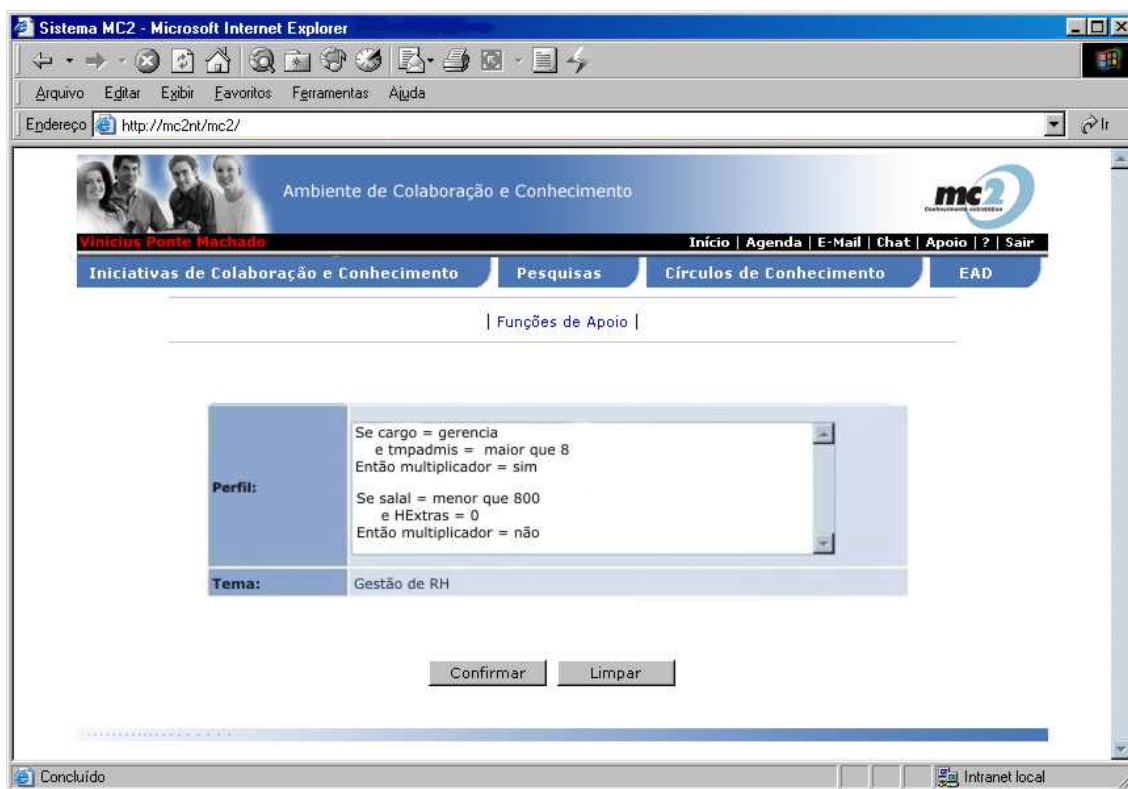 Sistema MC2 - Microsoft Internet Explorer
Arquivo Editar Exibir Favoritos Ferramentas Ajuda
Endereço http://mc2nt/mc2/ Ir
Ambiente de Colaboração e Conhecimento
mc2
Vinicius Ponte Machado
Início | Agenda | E-Mail | Chat | Apoio | ? | Sair
Iniciativas de Colaboração e Conhecimento Pesquisas Círculos de Conhecimento EAD
| Funções de Apoio |
Perfil:
Se cargo = gerencia
e tmpadmis = maior que 8
Então multiplicador = sim
Se salal = menor que 800
e HExtras = 0
Então multiplicador = não
Tema: Gestão de RH
Confirmar Limpar
Concluído Intranet local